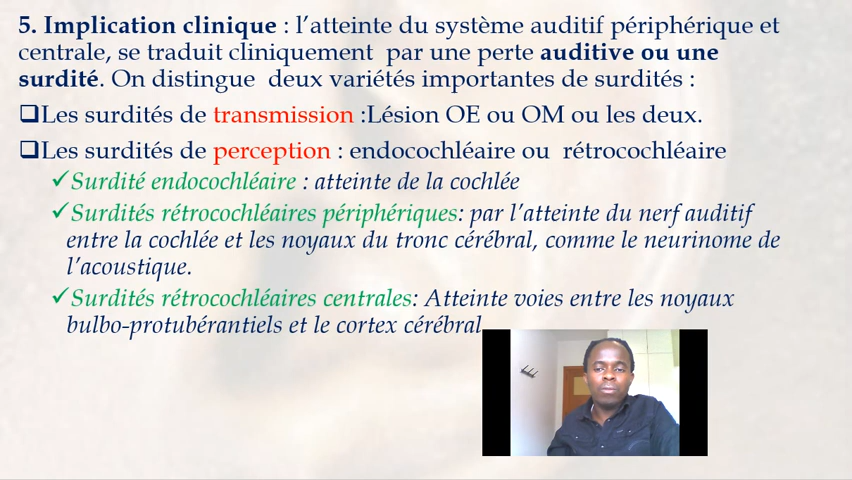 5. Implication clinique : l’atteinte du système auditif périphérique et
centrale, se traduit cliniquement par une perte auditive ou une
surdité. On distingue deux variétés importantes de surdités :
❑Les surdités de transmission :Lésion OE ou OM ou les deux.
❑Les surdités de perception : endocochléaire ou rétrocochléaire
✓Surdité endocochléaire : atteinte de la cochlée
✓Surdités rétrocochléaires périphériques: par l’atteinte du nerf auditif
entre la cochlée et les noyaux du tronc cérébral, comme le neurinome de
l’acoustique.
✓Surdités rétrocochléaires centrales: Atteinte voies entre les noyaux
bulbo-protubérantiels et le cortex cérébral